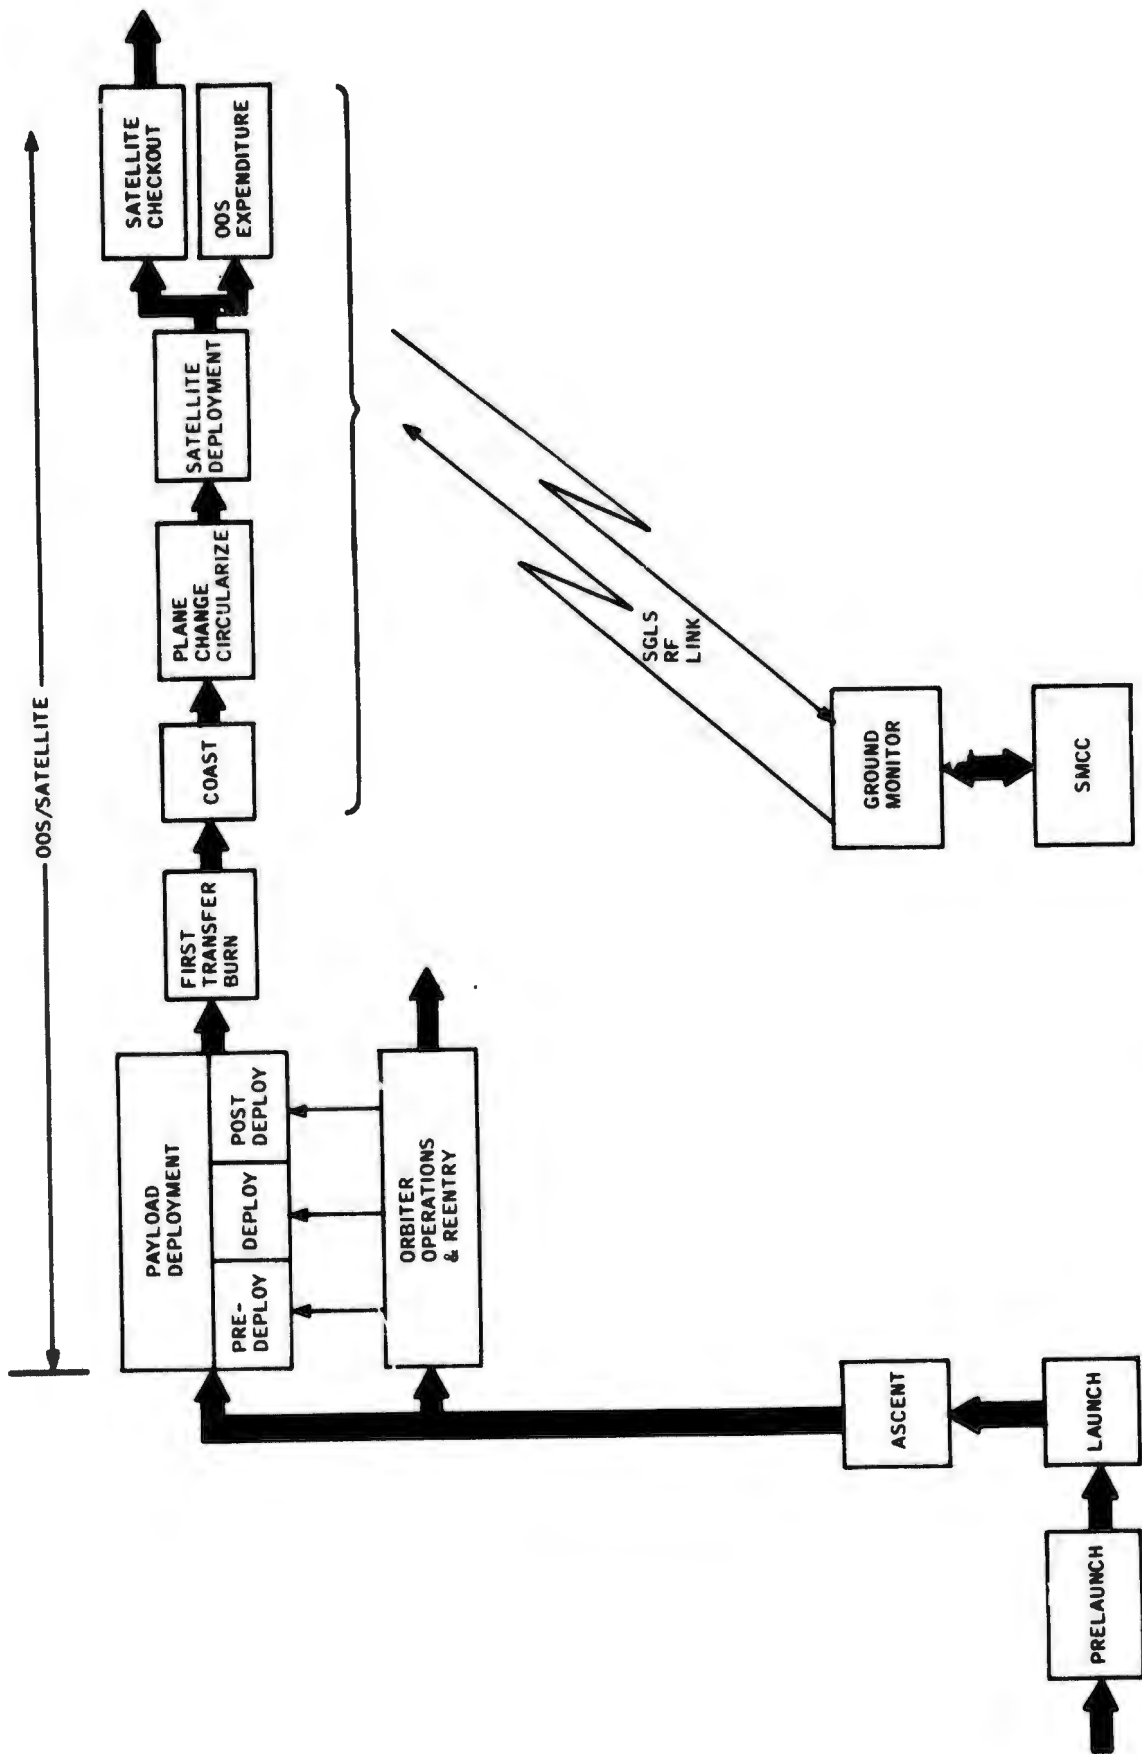 OOS/SATELLITE
PAYLOAD
DEPLOYMENT
PRE-
DEPLOY
DEPLOY
POST
DEPLOY
FIRST
TRANSFER
BURN
COAST
PLANE
CHANGE
CIRCULARIZE
SATELLITE
DEPLOYMENT
SATELLITE
CHECKOUT
OOS
EXPENDITURE
ORBITER
OPERATIONS
& REENTRY
SGLS
RF
LINK
ASCENT
GROUND
MONITOR
PRELAUNCH
LAUNCH
SMCC